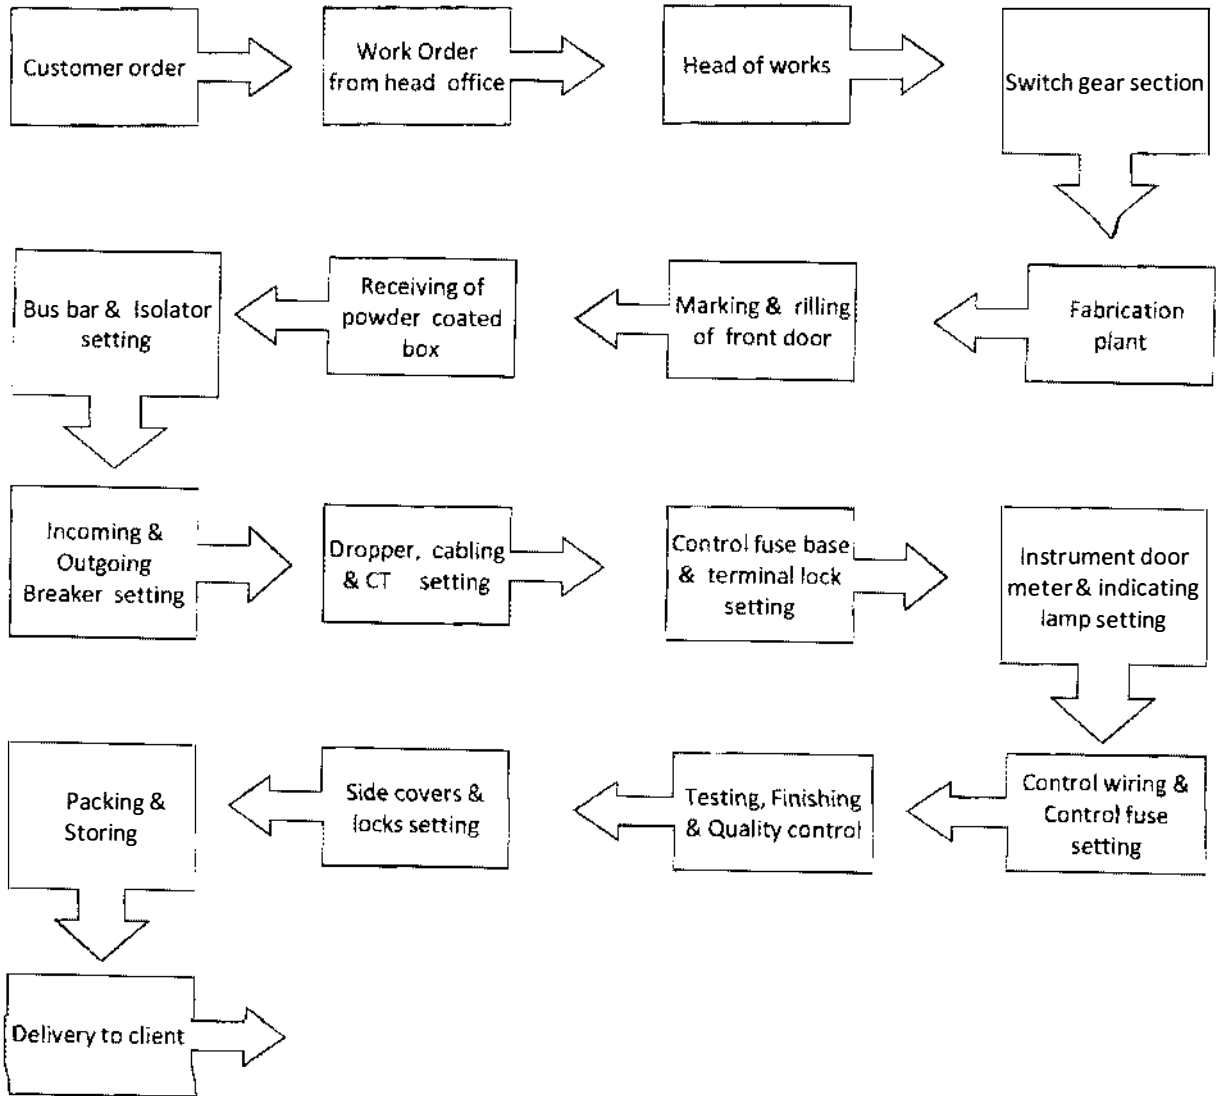 Customer order
Work Order
from head office
Head of works
Switch gear section
Bus bar & Isolator
setting
Receiving of
powder coated
box
Marking & rilling
of front door
Fabrication
plant
Incoming &
Outgoing
Breaker setting
Dropper, cabling
& CT setting
Control fuse base
& terminal lock
setting
Instrument door
meter & indicating
lamp setting
Packing &
Storing
Side covers &
locks setting
Testing, Finishing
& Quality control
Control wiring &
Control fuse
setting
Delivery to client